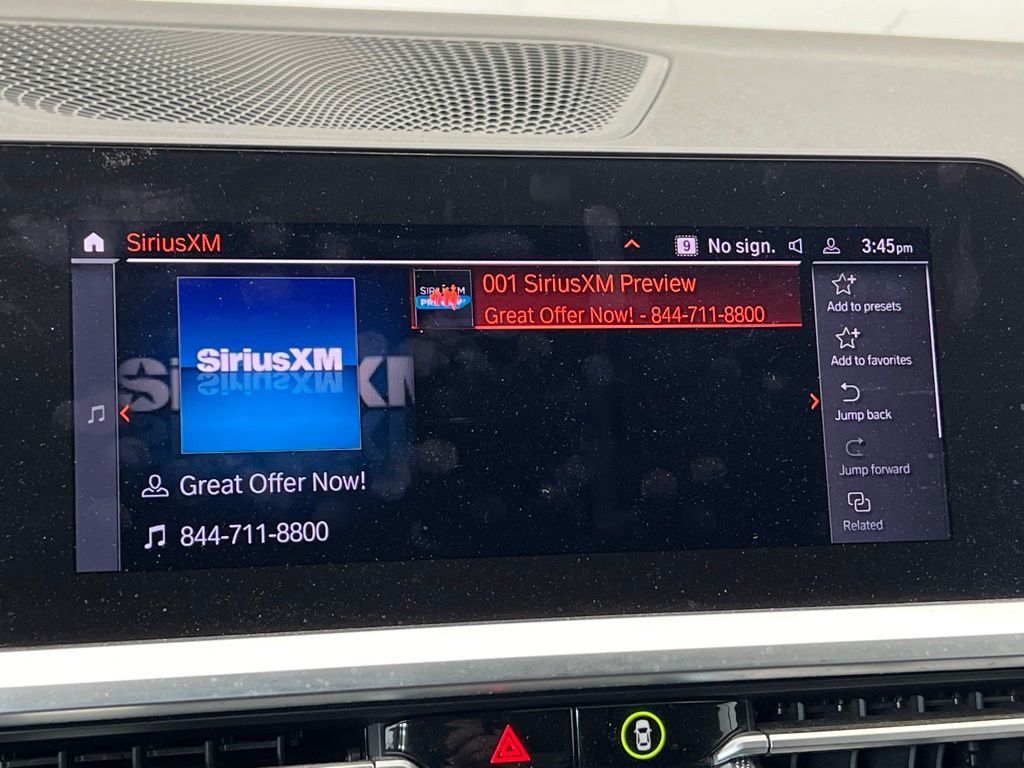 SiriusXM
9 No sign. 3:45pm
001 SiriusXM Preview
Great Offer Now! - 844-711-8800
SiriusXM
Great Offer Now!
844-711-8800
Add to presets
Add to favorites
Jump back
Jump forward
Related